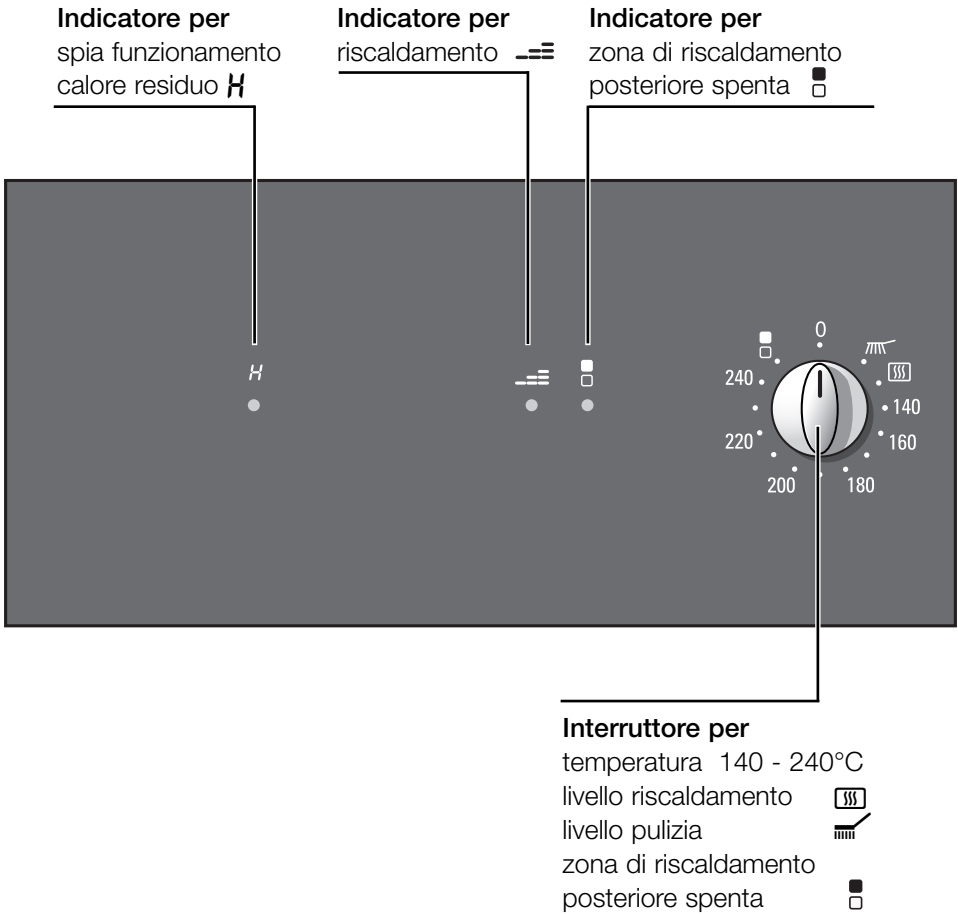 Indicatore per
spia funzionamento
calore residuo H
Indicatore per
riscaldamento
Indicatore per
zona di riscaldamento
posteriore spenta
H
0
240
140
220
160
200
180
Interruttore per
temperatura 140 - 240°C
livello riscaldamento
livello pulizia
zona di riscaldamento
posteriore spenta